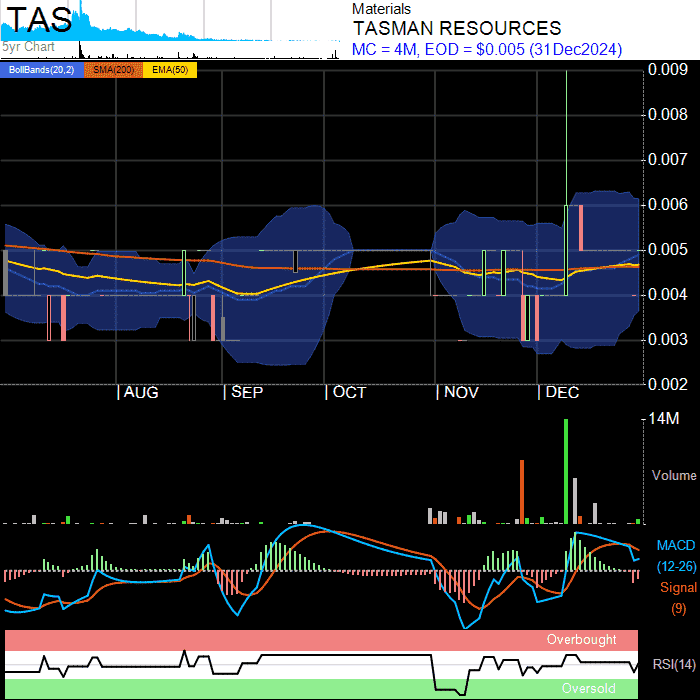 TAS
5yr Chart
Materials
TASMAN RESOURCES
MC = 4M, EOD = $0.005 (31Dec2024)
BollBands(20,2) SMA(200) EMA(50)
0.009
0.008
0.007
0.006
0.005
0.004
0.003
0.002
AUG SEP OCT NOV DEC
14M
Volume
MACD
(12-26)
Signal
(9)
Overbought
RSI(14)
Oversold